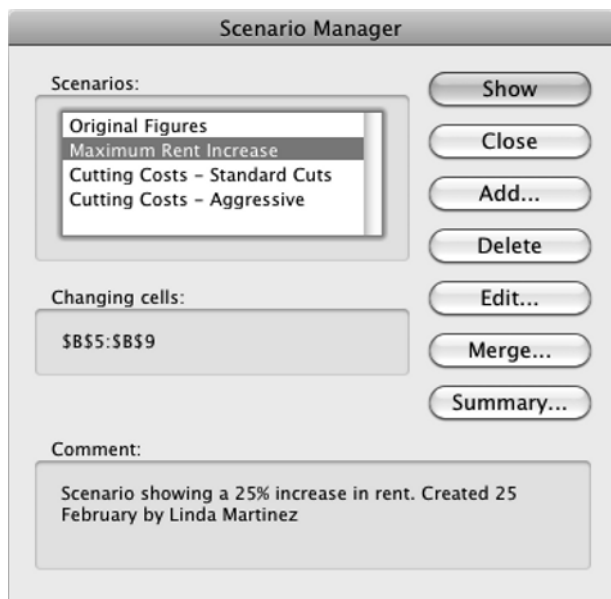 Scenario Manager
Scenarios:
Original Figures
Maximum Rent Increase
Cutting Costs – Standard Cuts
Cutting Costs – Aggressive
Show
Close
Add...
Delete
Edit...
Merge...
Summary...
Changing cells:
$B$5:$B$9
Comment:
Scenario showing a 25% increase in rent. Created 25
February by Linda Martinez